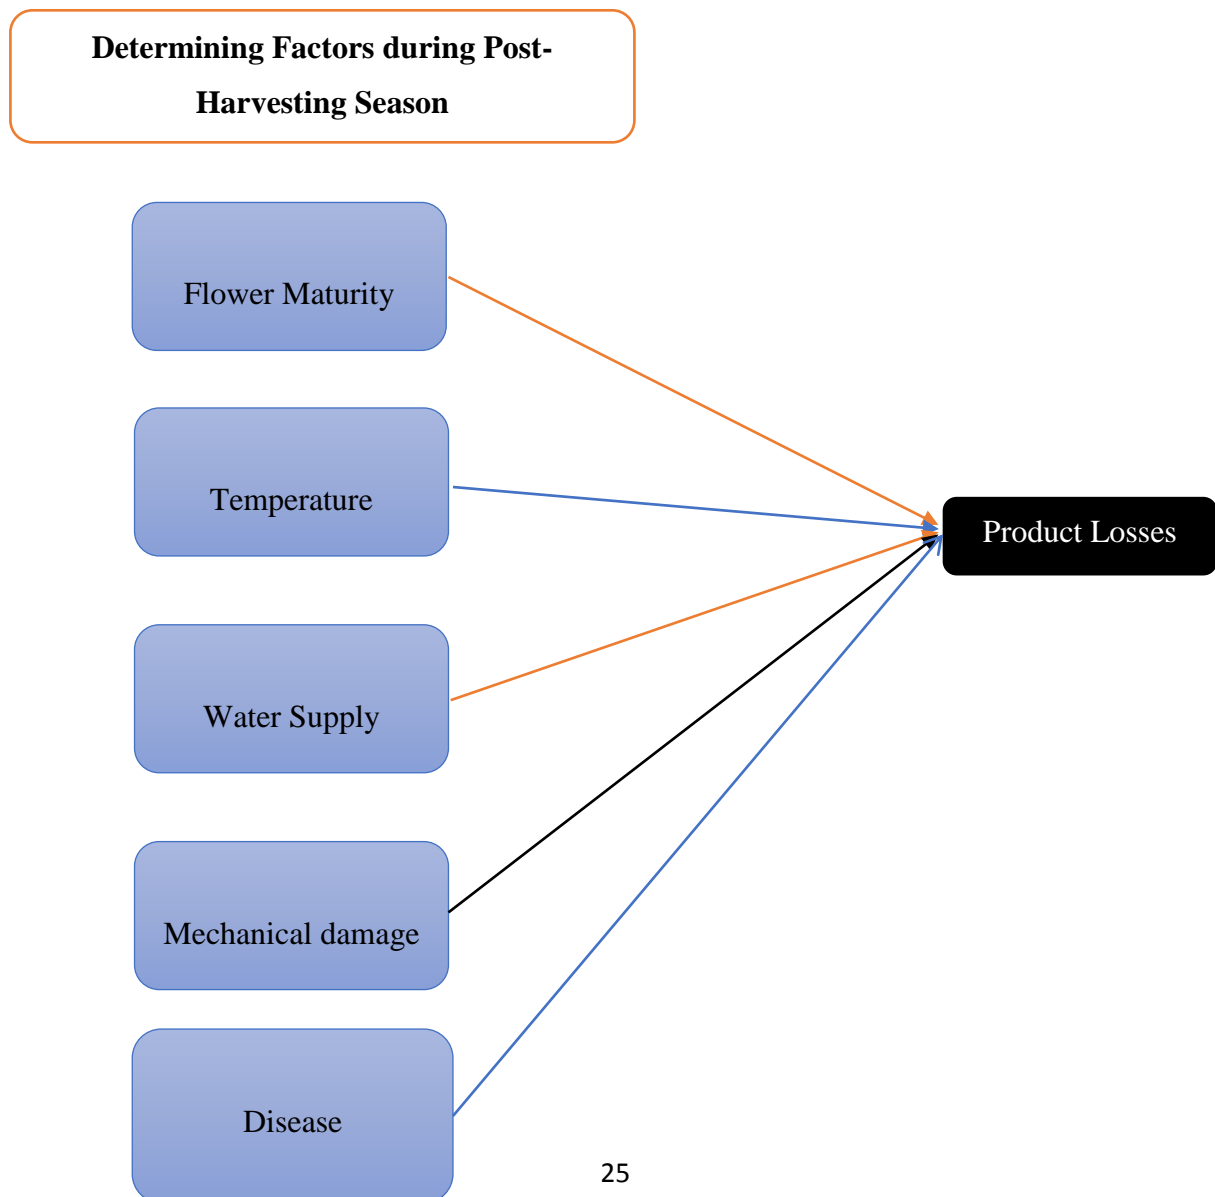 Determining Factors during Post-
Harvesting Season
Flower Maturity
Temperature
Product Losses
Water Supply
Mechanical damage
Disease
25